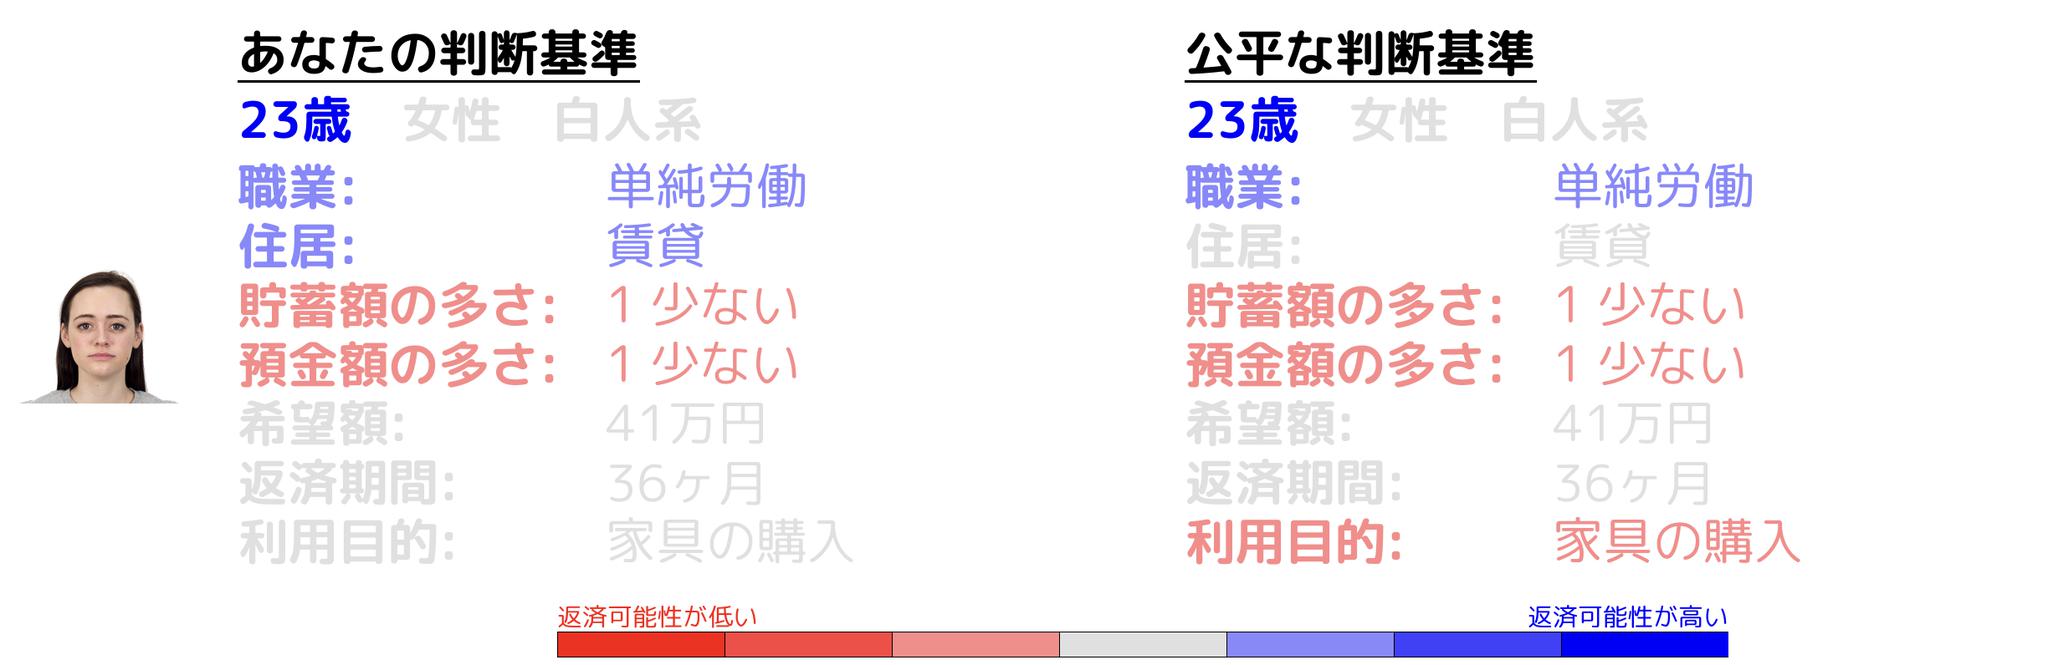 あなたの判断基準
23歳 女性 白人系
職業: 単純労働
住居: 賃貸
貯蓄額の多さ: 1 少ない
預金額の多さ: 1 少ない
希望額: 41万円
返済期間: 36ヶ月
利用目的: 家具の購入
公平な判断基準
23歳 女性 白人系
職業: 単純労働
住居: 賃貸
貯蓄額の多さ: 1 少ない
預金額の多さ: 1 少ない
希望額: 41万円
返済期間: 36ヶ月
利用目的: 家具の購入
返済可能性が低い
返済可能性が高い